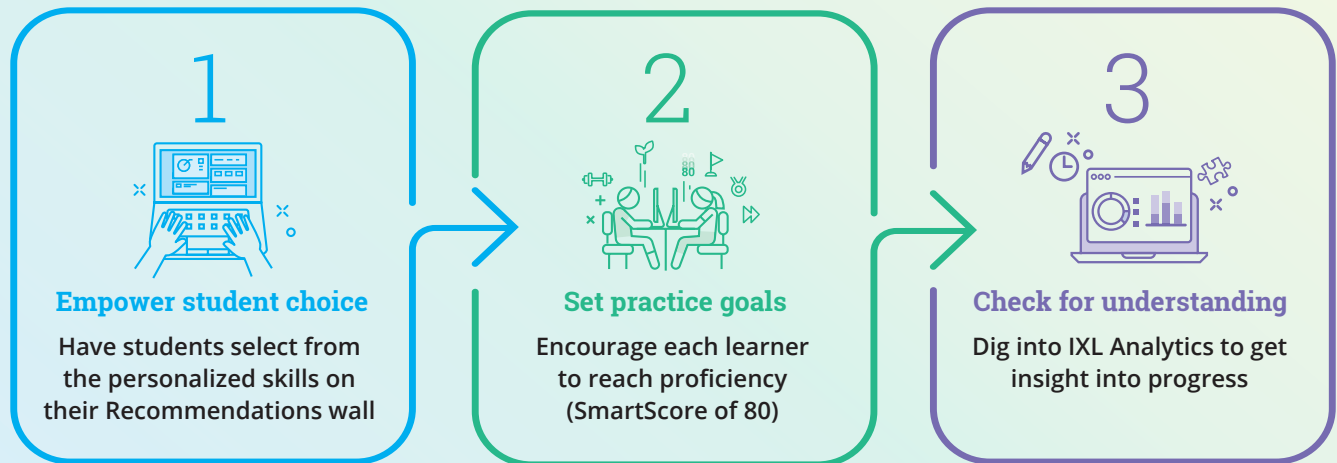 1
Empower student choice
Have students select from
the personalized skills on
their Recommendations wall
2
80
Set practice goals
Encourage each learner
to reach proficiency
(SmartScore of 80)
3
Check for understanding
Dig into IXL Analytics to get
insight into progress